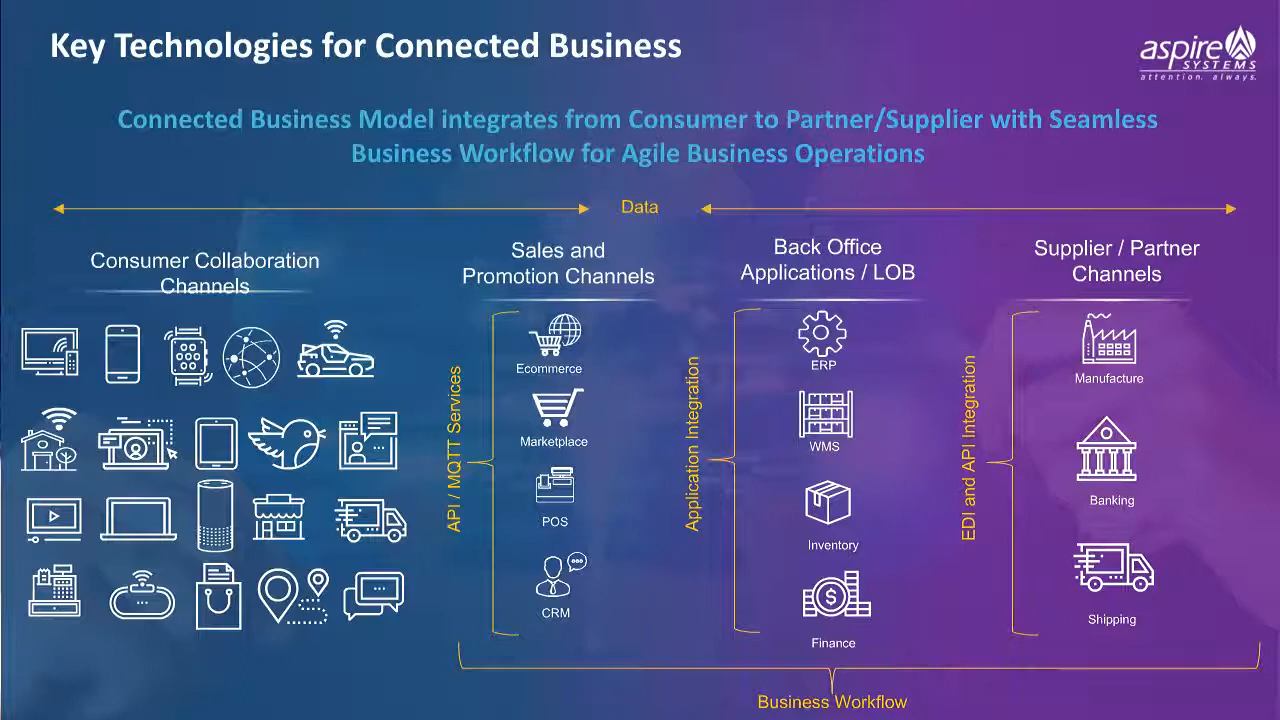 Key Technologies for Connected Business
aspire
SYSTEMS
attention. always.
Connected Business Model integrates from Consumer to Partner/Supplier with Seamless
Business Workflow for Agile Business Operations
Data
Consumer Collaboration
Channels
Sales and
Promotion Channels
Back Office
Applications / LOB
Supplier / Partner
Channels
API / MQTT Services
Ecommerce
Marketplace
POS
CRM
Application Integration
ERP
WMS
Inventory
Finance
EDI and API Integration
Manufacture
Banking
Shipping
Business Workflow